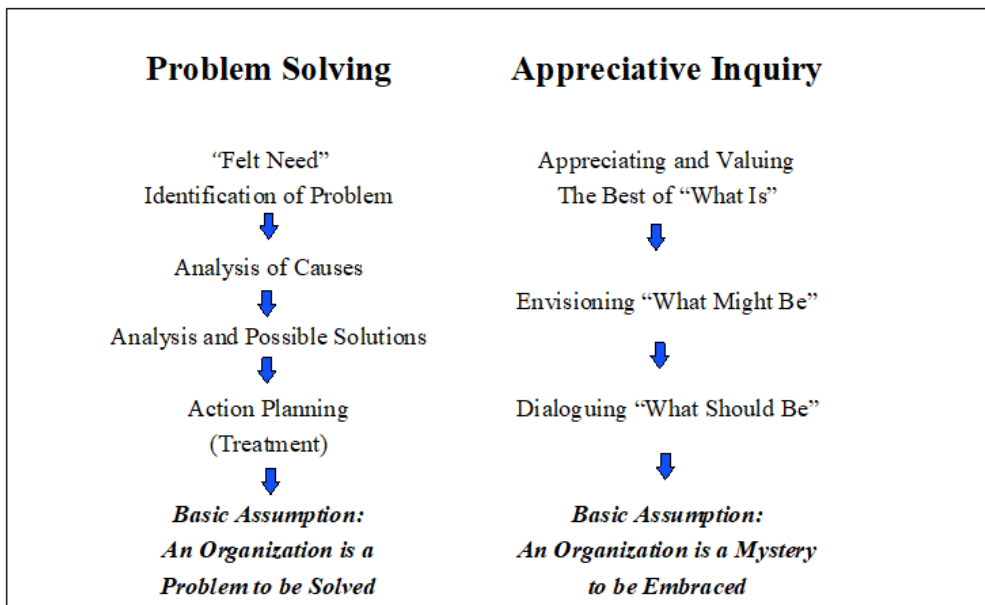 Problem Solving
“Felt Need”
Identification of Problem
Analysis of Causes
Analysis and Possible Solutions
Action Planning
(Treatment)
Basic Assumption:
An Organization is a
Problem to be Solved
Appreciative Inquiry
Appreciating and Valuing
The Best of “What Is”
Envisioning “What Might Be”
Dialoguing “What Should Be”
Basic Assumption:
An Organization is a Mystery
to be Embraced